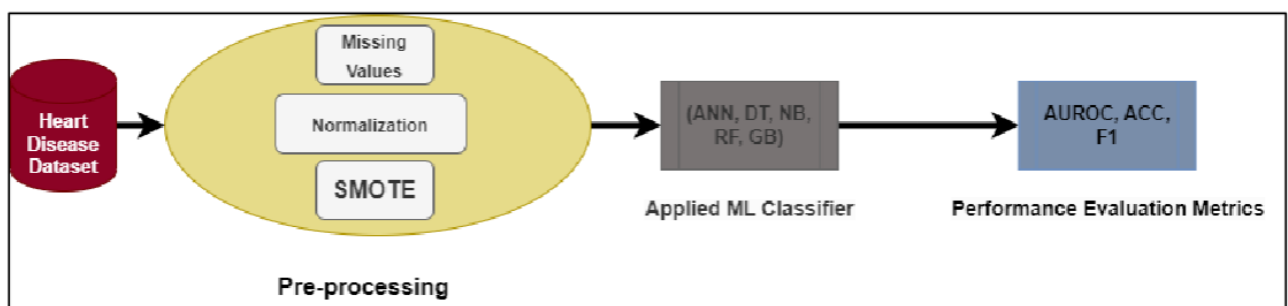 Heart
Disease
Dataset
Missing
Values
Normalization
SMOTE
Pre-processing
(ANN, DT, NB,
RF, GB)
Applied ML Classifier
AUROC, ACC,
F1
Performance Evaluation Metrics